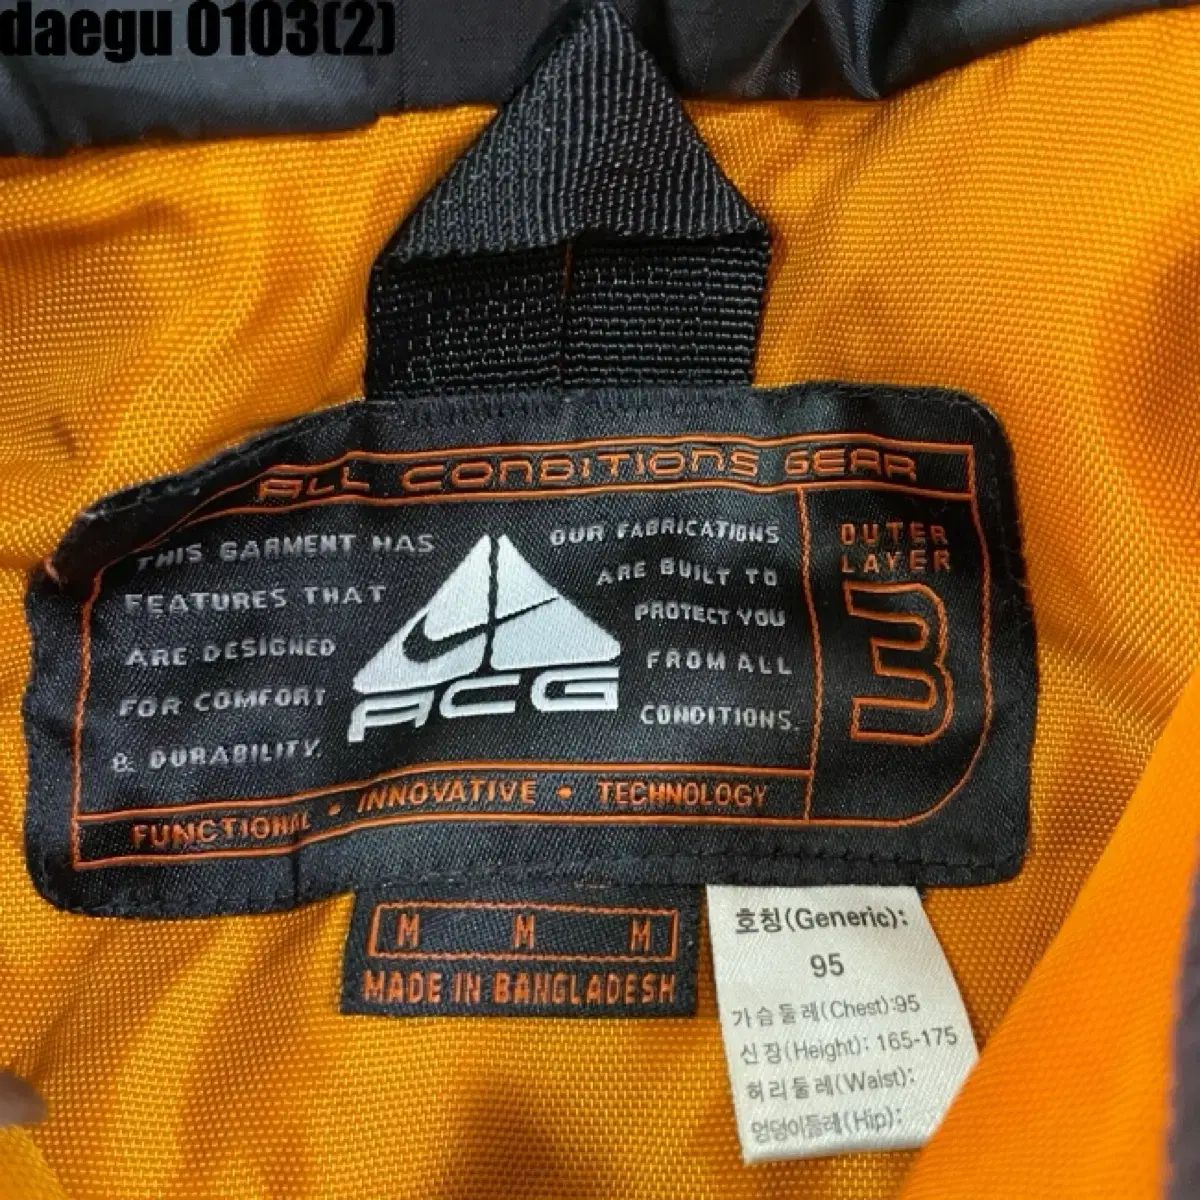 daegu 0103(2)
ALL CONDITIONS GEAR
THIS GARMENT HAS
FEATURES THAT
ARE DESIGNED
FOR COMFORT
& DURABILITY.
ACG
OUR FABRICATIONS
ARE BUILT TO
PROTECT YOU
FROM ALL
CONDITIONS.
OUTER
LAYER
3
FUNCTIONAL • INNOVATIVE • TECHNOLOGY
M M M
MADE IN BANGLADESH
호칭(Generic):
95
가슴둘레(Chest):95
신장(Height): 165-175
허리둘레(Waist):
엉덩이둘레(Hip):